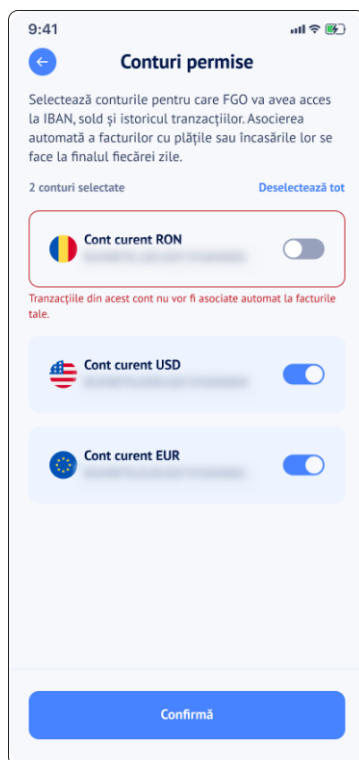 9:41
Conturi permise
Selectează conturile pentru care FGO va avea acces
la IBAN, sold și istoricul tranzacțiilor. Asocierea
automată a facturilor cu plățile sau încasările lor se
face la finalul fiecărei zile.
2 conturi selectate
Deselectează tot
Cont curent RON
Tranzacțiile din acest cont nu vor fi asociate automat la facturile
tale.
Cont curent USD
Cont curent EUR
Confirmă